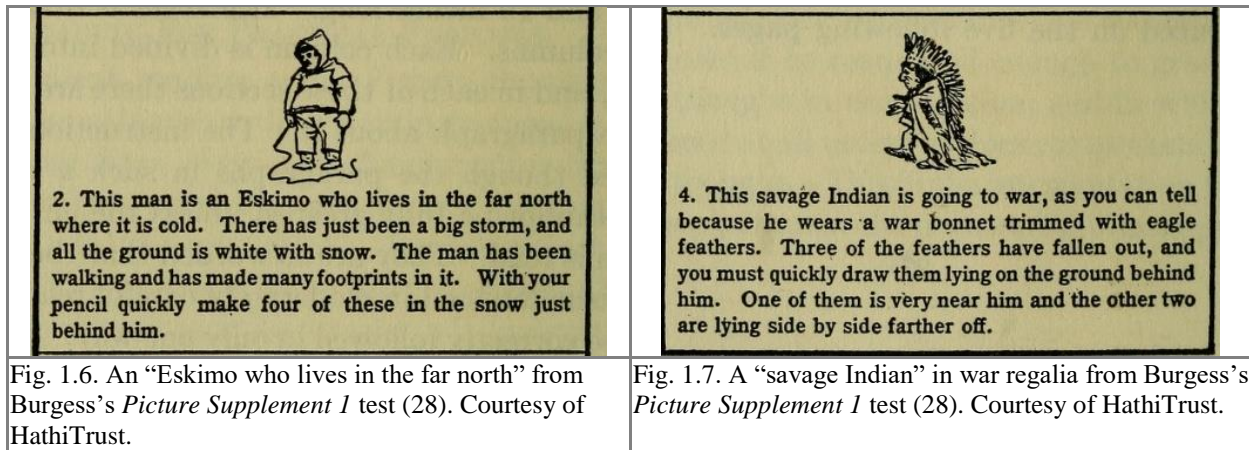 2. This man is an Eskimo who lives in the far north
where it is cold. There has just been a big storm, and
all the ground is white with snow. The man has been
walking and has made many footprints in it. With your
pencil quickly make four of these in the snow just
behind him.
Fig. 1.6. An “Eskimo who lives in the far north” from
Burgess’s Picture Supplement 1 test (28). Courtesy of
HathiTrust.
4. This savage Indian is going to war, as you can tell
because he wears a war bonnet trimmed with eagle
feathers. Three of the feathers have fallen out, and
you must quickly draw them lying on the ground behind
him. One of them is very near him and the other two
are lying side by side farther off.
Fig. 1.7. A “savage Indian” in war regalia from Burgess’s
Picture Supplement 1 test (28). Courtesy of HathiTrust.